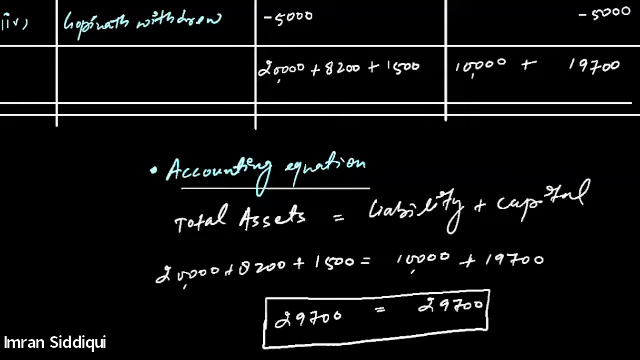 (iv) Gopinath withdrew -5000 -5000
20,000 + 8200 + 1500 10,000 + 19700
• Accounting equation
Total Assets = liability + capital
20,000 + 8200 + 1500 = 10,000 + 19700
29700 = 29700
Imran Siddiqui